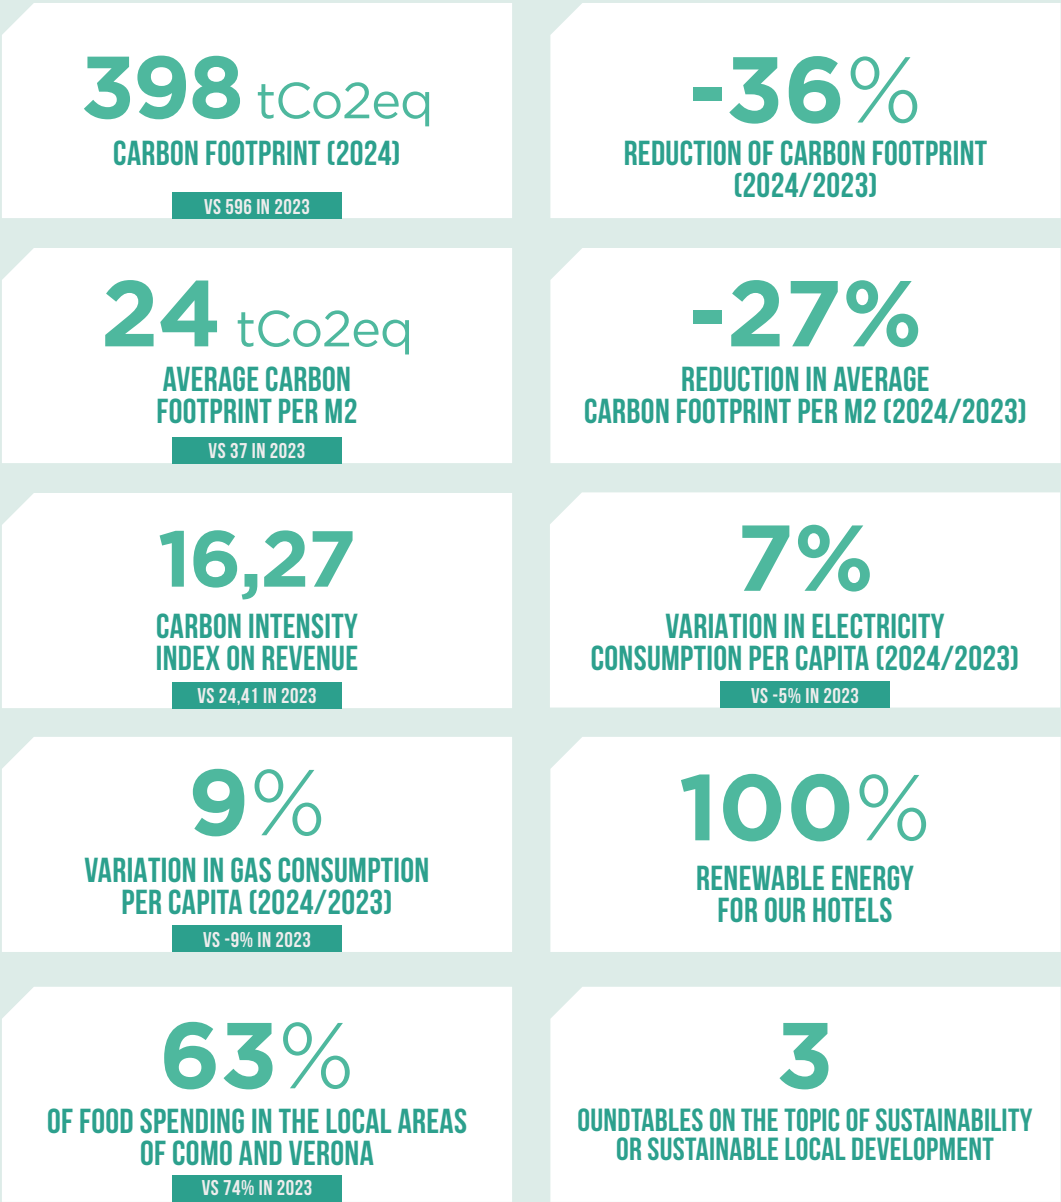 398 tCo2eq
CARBON FOOTPRINT (2024)
VS 596 IN 2023
-36%
REDUCTION OF CARBON FOOTPRINT
(2024/2023)
24 tCo2eq
AVERAGE CARBON
FOOTPRINT PER M2
VS 37 IN 2023
-27%
REDUCTION IN AVERAGE
CARBON FOOTPRINT PER M2 (2024/2023)
16,27
CARBON INTENSITY
INDEX ON REVENUE
VS 24,41 IN 2023
7%
VARIATION IN ELECTRICITY
CONSUMPTION PER CAPITA (2024/2023)
VS -5% IN 2023
9%
VARIATION IN GAS CONSUMPTION
PER CAPITA (2024/2023)
VS -9% IN 2023
100%
RENEWABLE ENERGY
FOR OUR HOTELS
63%
OF FOOD SPENDING IN THE LOCAL AREAS
OF COMO AND VERONA
VS 74% IN 2023
3
OUNDTABLES ON THE TOPIC OF SUSTAINABILITY
OR SUSTAINABLE LOCAL DEVELOPMENT